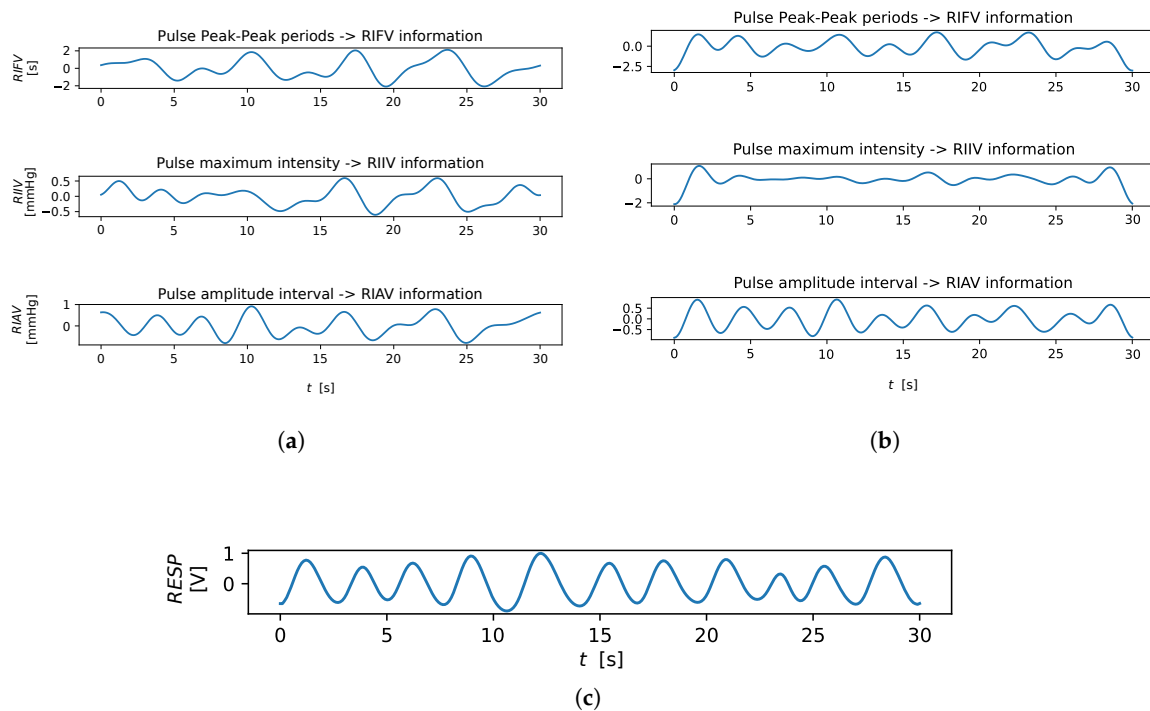 Pulse Peak-Peak periods -> RIFV information
RIFV
[s]
2
0
−2
0 5 10 15 20 25 30
Pulse maximum intensity -> RIIV information
RIIV
[mmHg]
0.5
0.0
−0.5
0 5 10 15 20 25 30
Pulse amplitude interval -> RIAV information
RIAV
[mmHg]
1
0
0 5 10 15 20 25 30
t [s]
(a)
Pulse Peak-Peak periods -> RIFV information
0.0
−2.5
0 5 10 15 20 25 30
Pulse maximum intensity -> RIIV information
0
−2
0 5 10 15 20 25 30
Pulse amplitude interval -> RIAV information
0.5
0.0
−0.5
0 5 10 15 20 25 30
t [s]
(b)
RESP
[V]
1
0
0 5 10 15 20 25 30
t [s]
(c)